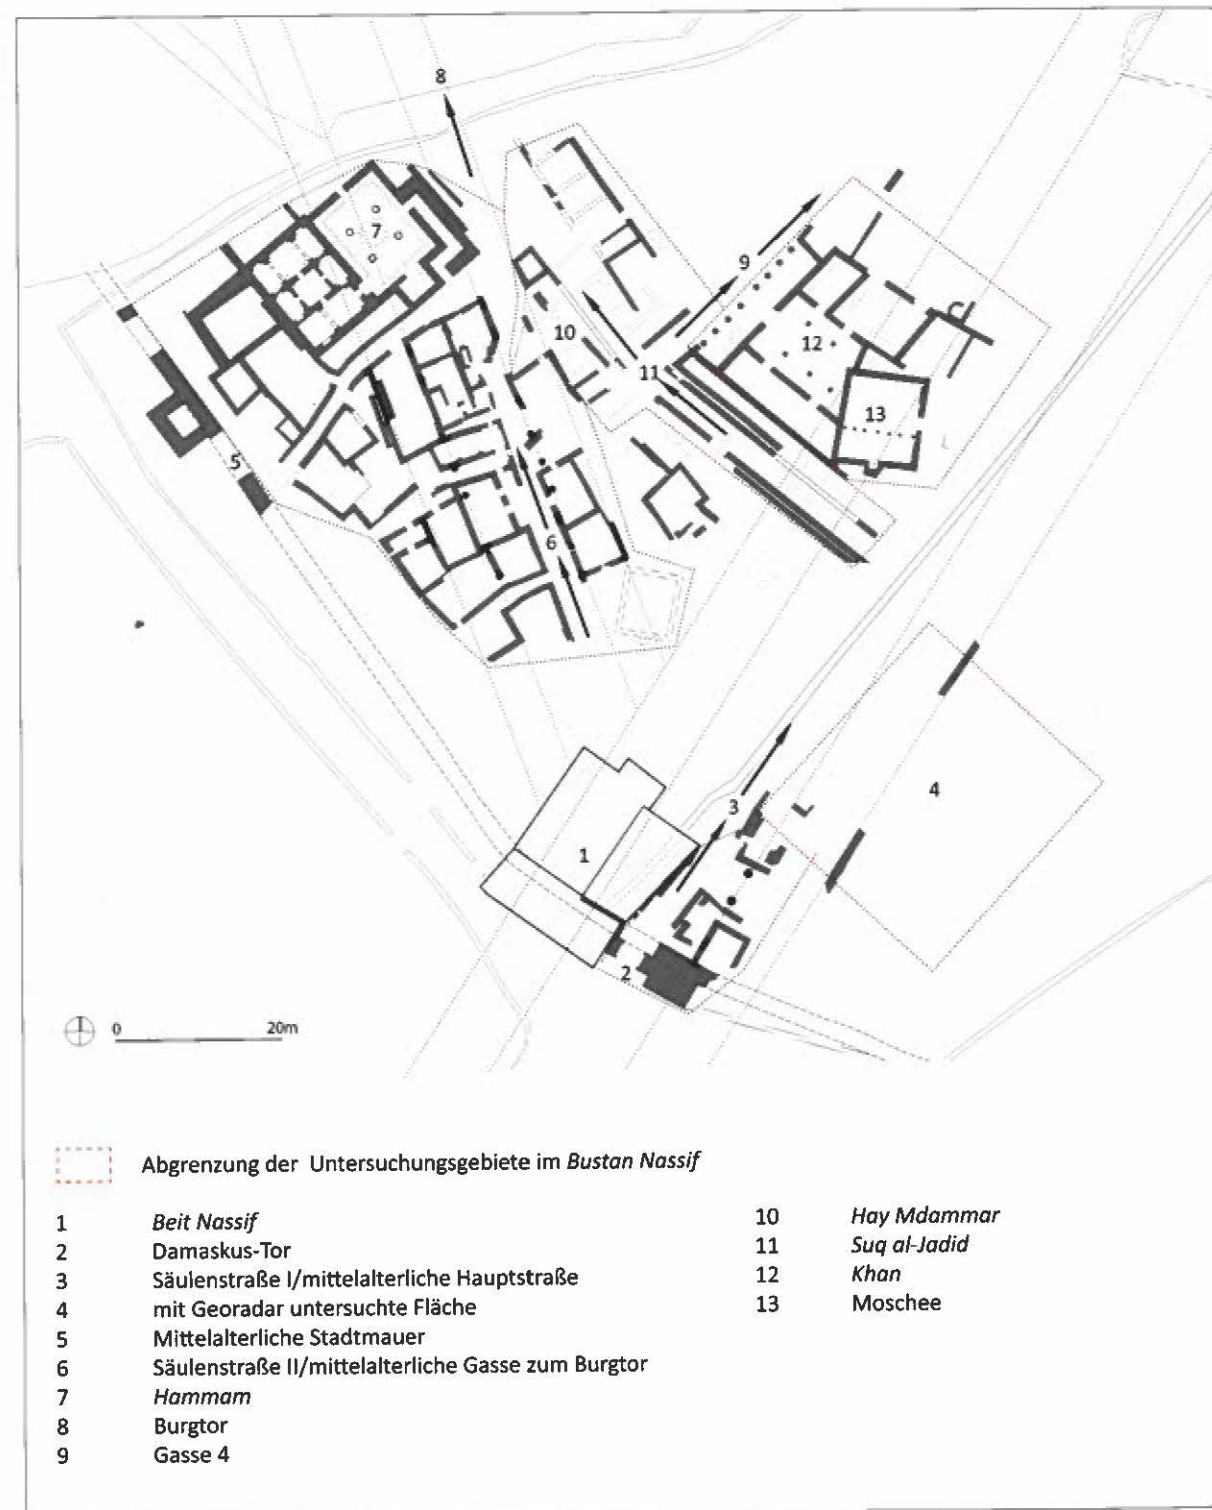 8
7
9
10
12
11
13
5
6
4
3
1
2
0 20m
Abgrenzung der Untersuchungsgebiete im Bustan Nassif
1 Beit Nassif
2 Damaskus-Tor
3 Säulenstraße I/mittelalterliche Hauptstraße
4 mit Georadar untersuchte Fläche
5 Mittelalterliche Stadtmauer
6 Säulenstraße II/mittelalterliche Gasse zum Burgtor
7 Hammam
8 Burgtor
9 Gasse 4
10 Hay Mdammar
11 Suq al-Jadid
12 Khan
13 Moschee